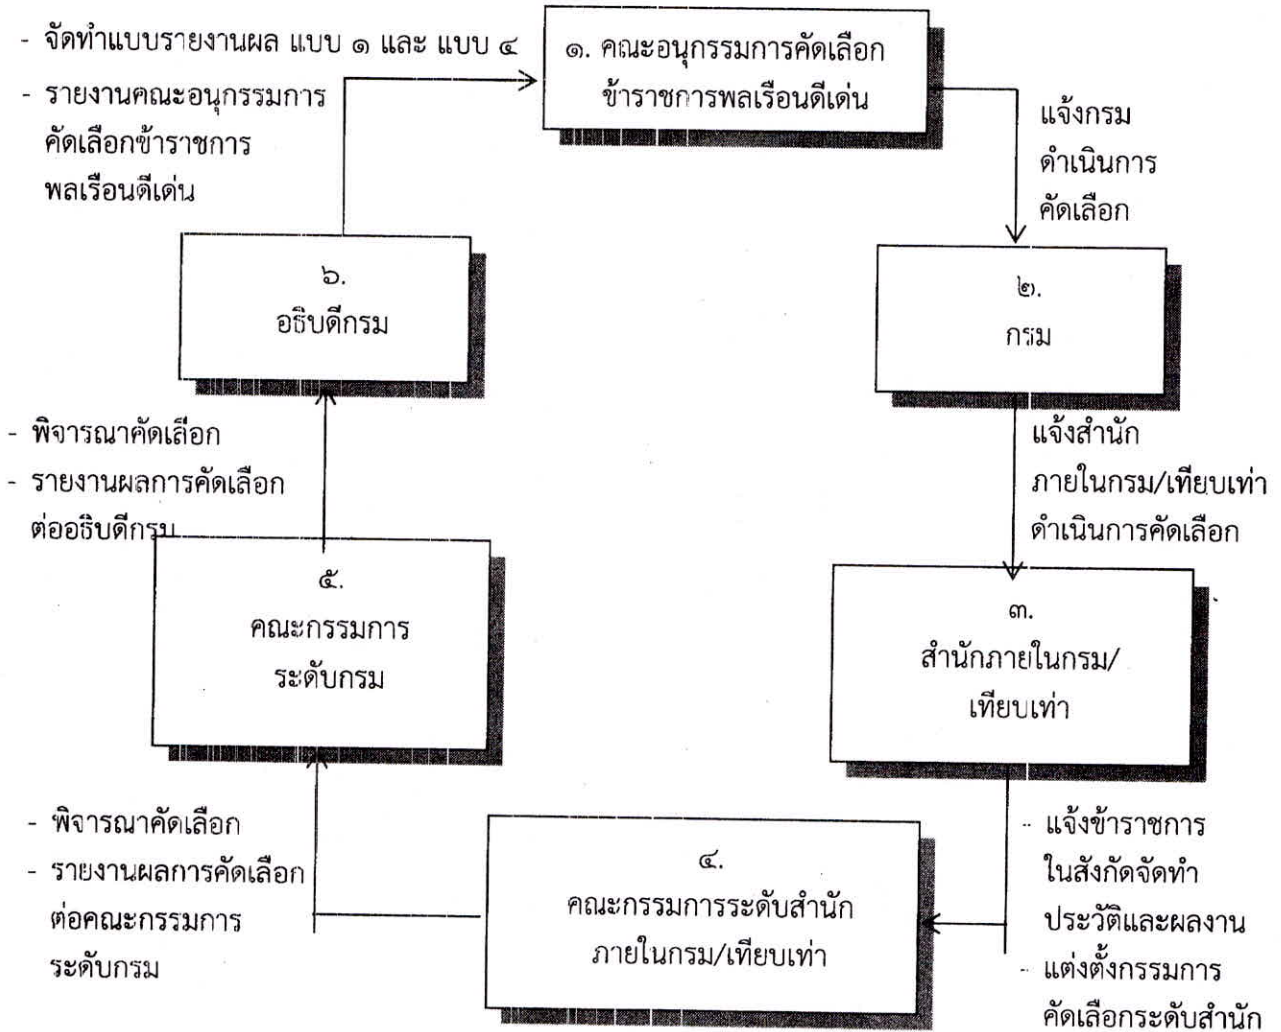 - จัดทำแบบรายงานผล แบบ ๑ และ แบบ ๔
- รายงานคณะอนุกรรมการ
คัดเลือกข้าราชการ
พลเรือนดีเด่น
๑. คณะอนุกรรมการคัดเลือก
ข้าราชการพลเรือนดีเด่น
แจ้งกรม
ดำเนินการ
คัดเลือก
๒.
กรม
แจ้งสำนัก
ภายในกรม/เทียบเท่า
ดำเนินการคัดเลือก
๓.
สำนักภายในกรม/
เทียบเท่า
- แจ้งข้าราชการ
ในสังกัดจัดทำ
ประวัติและผลงาน
- แต่งตั้งกรรมการ
คัดเลือกระดับสำนัก
๔.
คณะกรรมการระดับสำนัก
ภายในกรม/เทียบเท่า
- พิจารณาคัดเลือก
- รายงานผลการคัดเลือก
ต่อคณะกรรมการ
ระดับกรม
๕.
คณะกรรมการ
ระดับกรม
- พิจารณาคัดเลือก
- รายงานผลการคัดเลือก
ต่ออธิบดีกรม
๖.
อธิบดีกรม